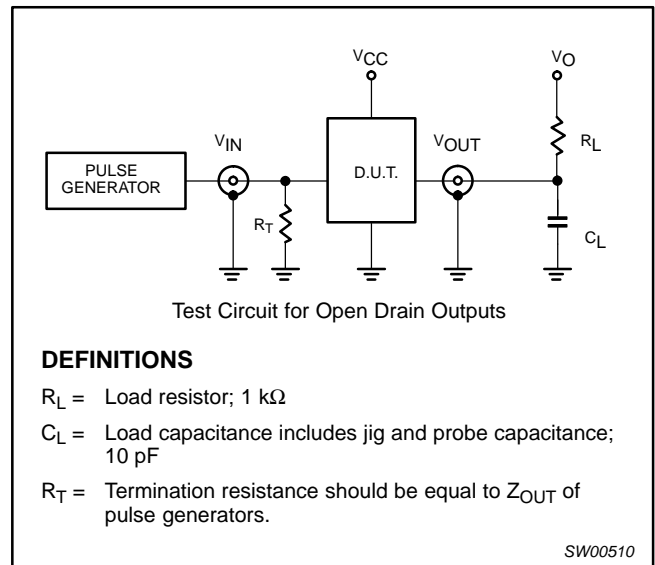 VCC
VO
VIN
VOUT
RL
PULSE
GENERATOR
D.U.T.
RT
CL
Test Circuit for Open Drain Outputs
DEFINITIONS
RL = Load resistor; 1 kΩ
CL = Load capacitance includes jig and probe capacitance;
10 pF
RT = Termination resistance should be equal to ZOUT of
pulse generators.
SW00510